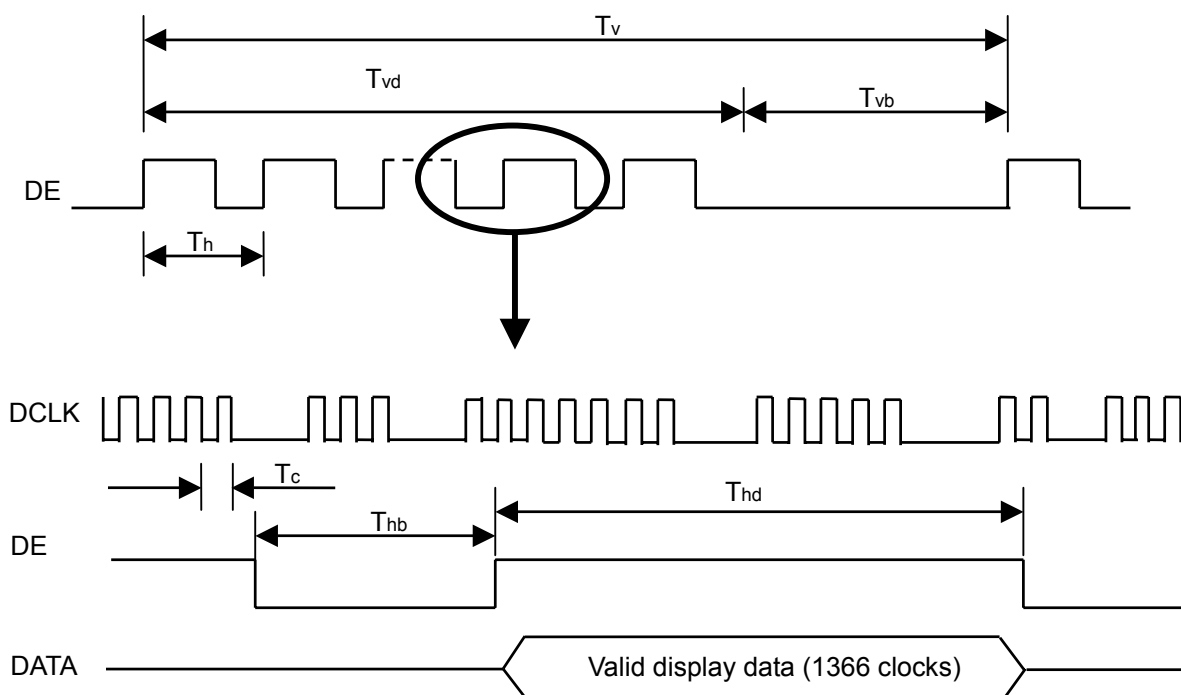 Tv
Tvd
Tvb
DE
Th
DCLK
Tc
Thb
Thd
DE
DATA
Valid display data (1366 clocks)